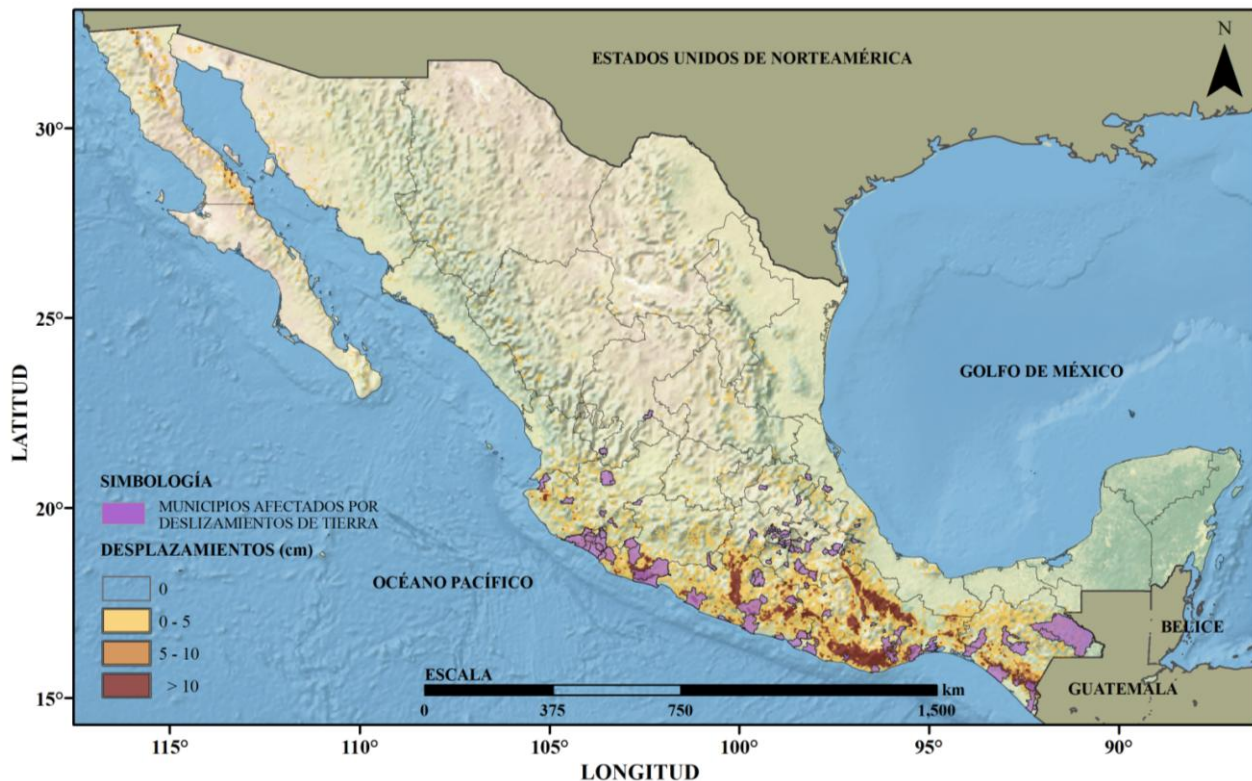 N
ESTADOS UNIDOS DE NORTEAMÉRICA
30°
25°
GOLFO DE MÉXICO
LATITUD
SIMBOLOGÍA
MUNICIPIOS AFECTADOS POR
DESLIZAMIENTOS DE TIERRA
20°
DESPLAZAMIENTOS (cm)
OCÉANO PACÍFICO
0
0 - 5
5 - 10
> 10
BELICE
ESCALA
km
GUATEMALA
0
375
750
1,500
15°
115°
110°
105°
100°
95°
90°
LONGITUD